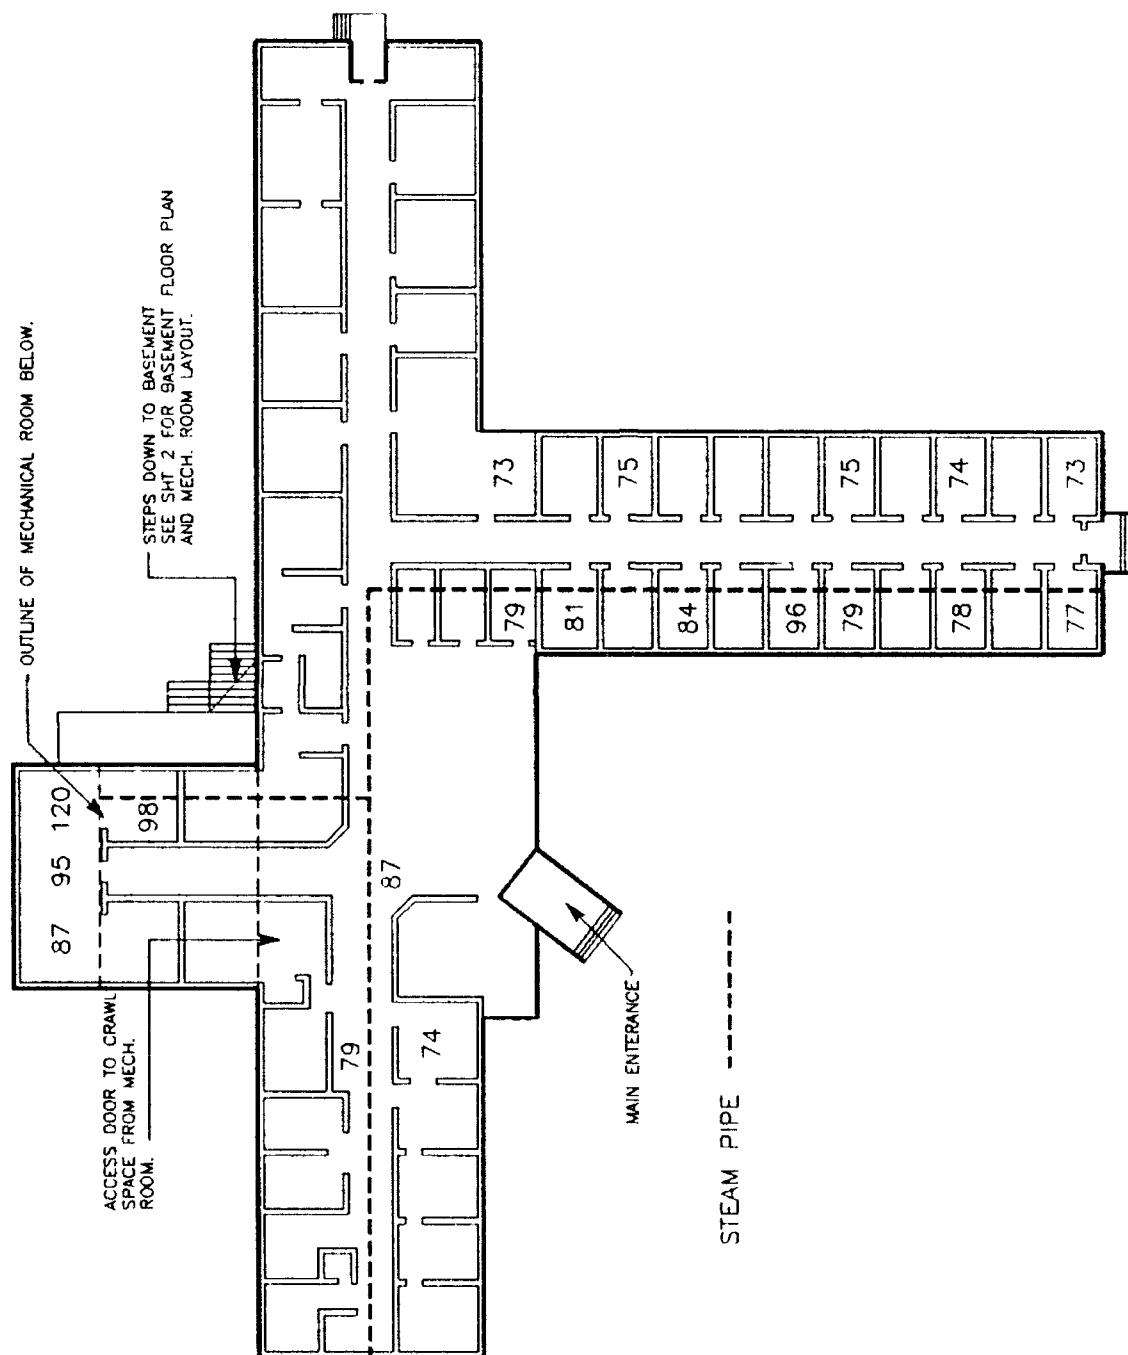 OUTLINE OF MECHANICAL ROOM BELOW.
87 95 120
ACCESS DOOR TO CRAWL
SPACE FROM MECH.
ROOM.
98
STEPS DOWN TO BASEMENT
SEE SHT 2 FOR BASEMENT FLOOR PLAN
AND MECH. ROOM LAYOUT.
79
87
74
79 73
81
75
MAIN ENTERANCE
84
STEAM PIPE
96
79 75
78 74
77 73